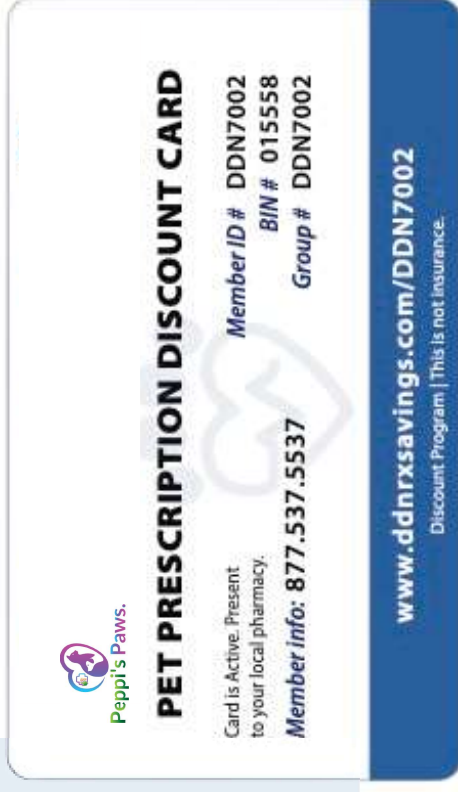 Peppi's Paws.
PET PRESCRIPTION DISCOUNT CARD
Card is Active. Present
to your local pharmacy.
Member info: 877.537.5537
Member ID # DDN7002
BIN # 015558
Group # DDN7002
www.ddnrxsavings.com/DDN7002
Discount Program | This is not insurance.